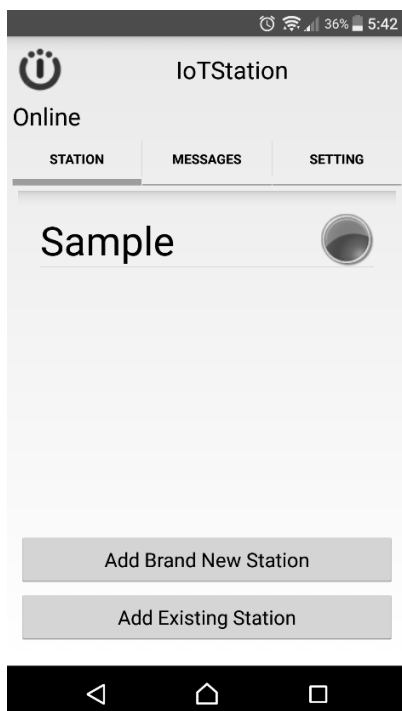 36% 5:42
IoTStation
Online
STATION MESSAGES SETTING
Sample
Add Brand New Station
Add Existing Station